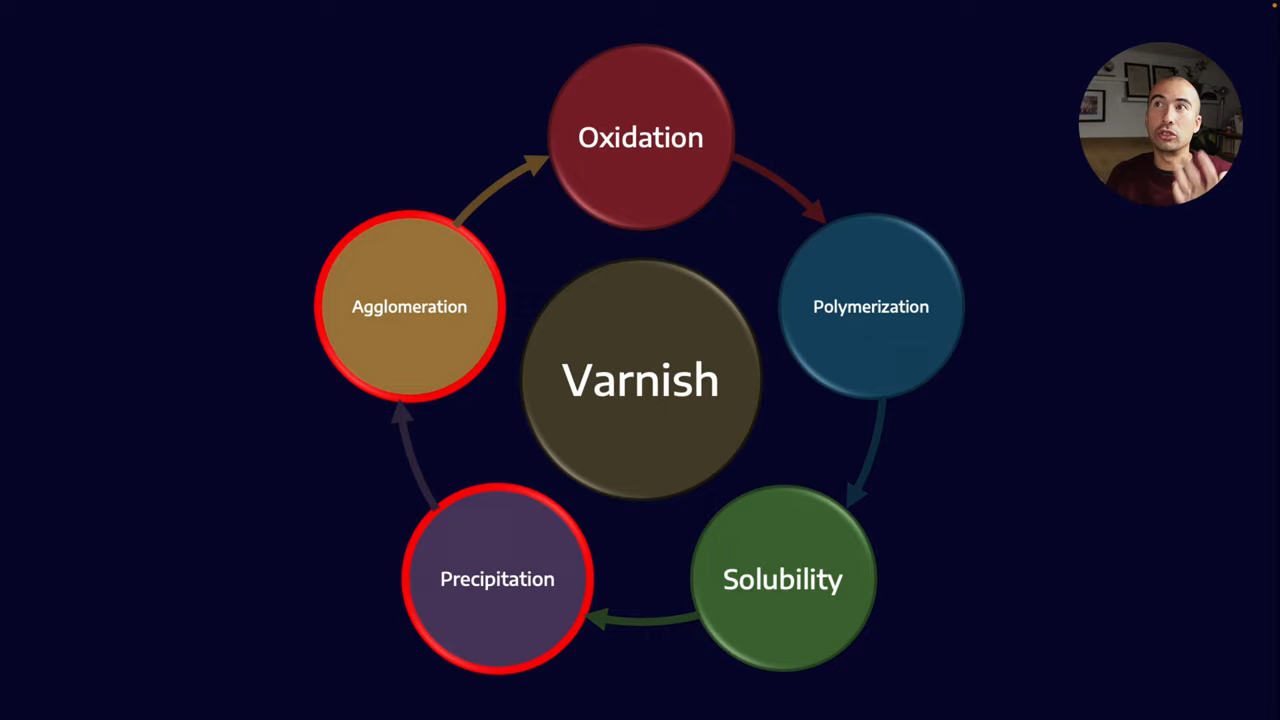 Oxidation
Agglomeration
Polymerization
Varnish
Precipitation
Solubility